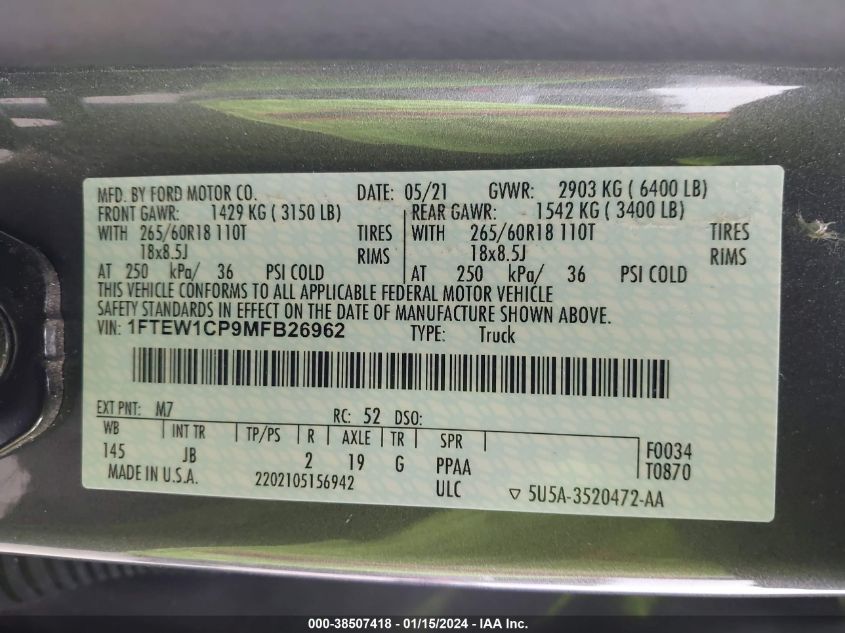 MFD. BY FORD MOTOR CO. DATE: 05/21 GVWR: 2903 KG ( 6400 LB)
FRONT GAWR: 1429 KG ( 3150 LB) REAR GAWR: 1542 KG ( 3400 LB)
WITH 265/60R18 110T TIRES WITH 265/60R18 110T TIRES
18x8.5J RIMS 18x8.5J RIMS
AT 250 kPa/ 36 PSI COLD AT 250 kPa/ 36 PSI COLD
THIS VEHICLE CONFORMS TO ALL APPLICABLE FEDERAL MOTOR VEHICLE
SAFETY STANDARDS IN EFFECT ON THE DATE OF MANUFACTURE SHOWN ABOVE.
VIN: 1FTEW1CP9MFB26962 TYPE: Truck
EXT PNT: M7 RC: 52 DSO:
WB INT TR TP/PS R AXLE TR SPR
145 JB 2 19 G PPAA F0034
MADE IN U.S.A. 2202105156942 ULC T0870
▽ 5U5A-3520472-AA
000-38507418 - 01/15/2024 - IAA Inc.